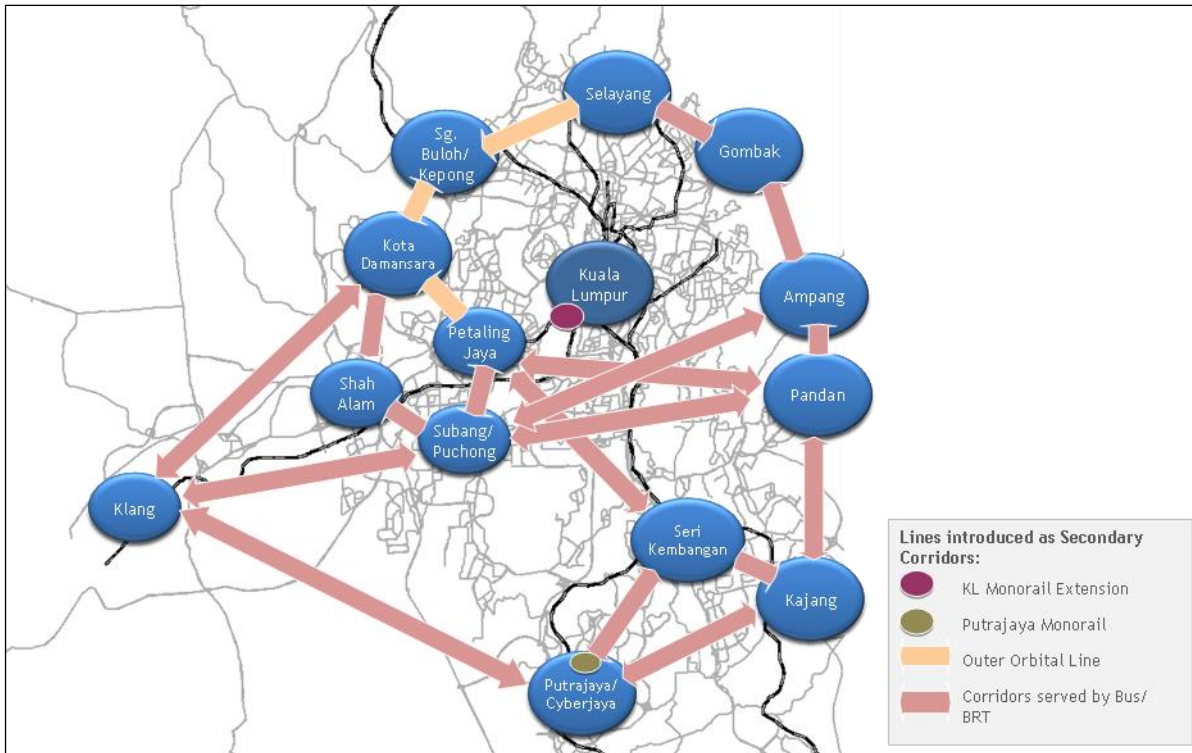 Selayang
Sg.
Buloh/
Kepong
Gombak
Kota
Damansara
Kuala
Lumpur
Ampang
Petaling
Jaya
Shah
Alam
Pandan
Subang/
Puchong
Klang
Seri
Kembangan
Kajang
Putrajaya/
Cyberjaya
Lines introduced as Secondary
Corridors:
KL Monorail Extension
Putrajaya Monorail
Outer Orbital Line
Corridors served by Bus/
BRT